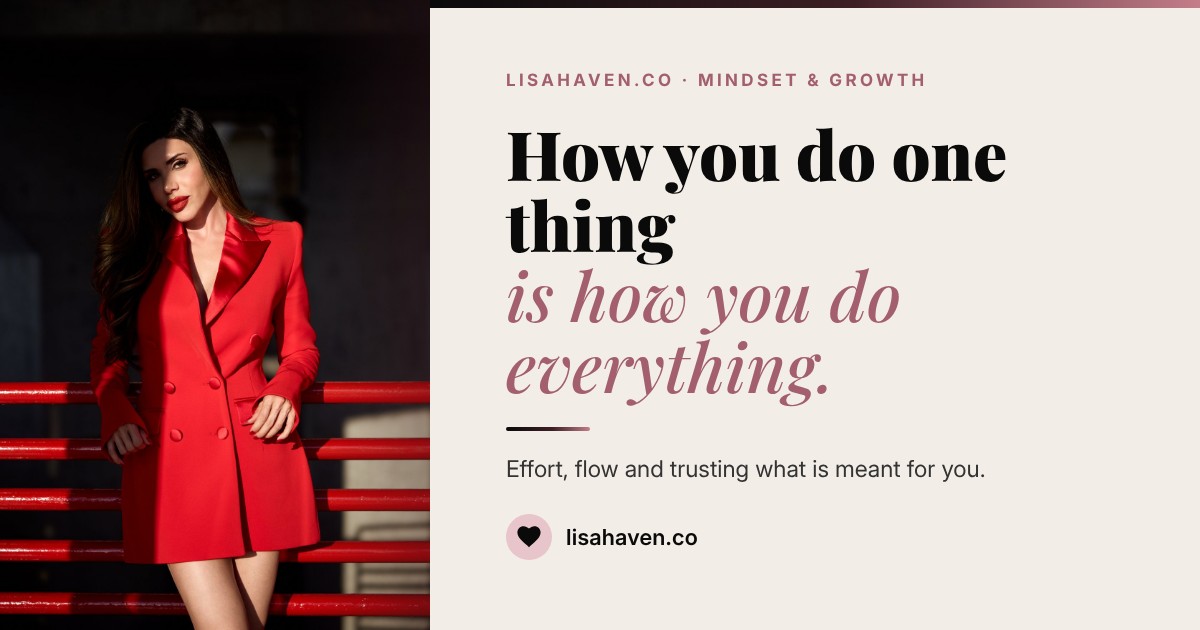 LISAHAVEN.CO · MINDSET & GROWTH
How you do one
thing
is how you do
everything.
Effort, flow and trusting what is meant for you.
lisahaven.co